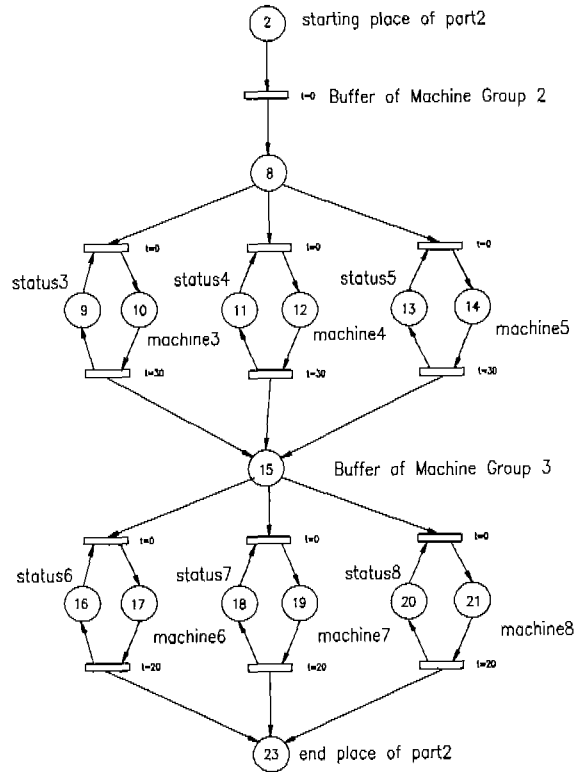 2 starting place of part2
t=0 Buffer of Machine Group 2
8
t=0 t=0 t=0
status3 status4 status5
9 10 11 12 13 14
machine3 machine4 machine5
t=30 t=30 t=30
15 Buffer of Machine Group 3
t=0 t=0 t=0
status6 status7 status8
16 17 18 19 20 21
machine6 machine7 machine8
t=20 t=20 t=20
23 end place of part2